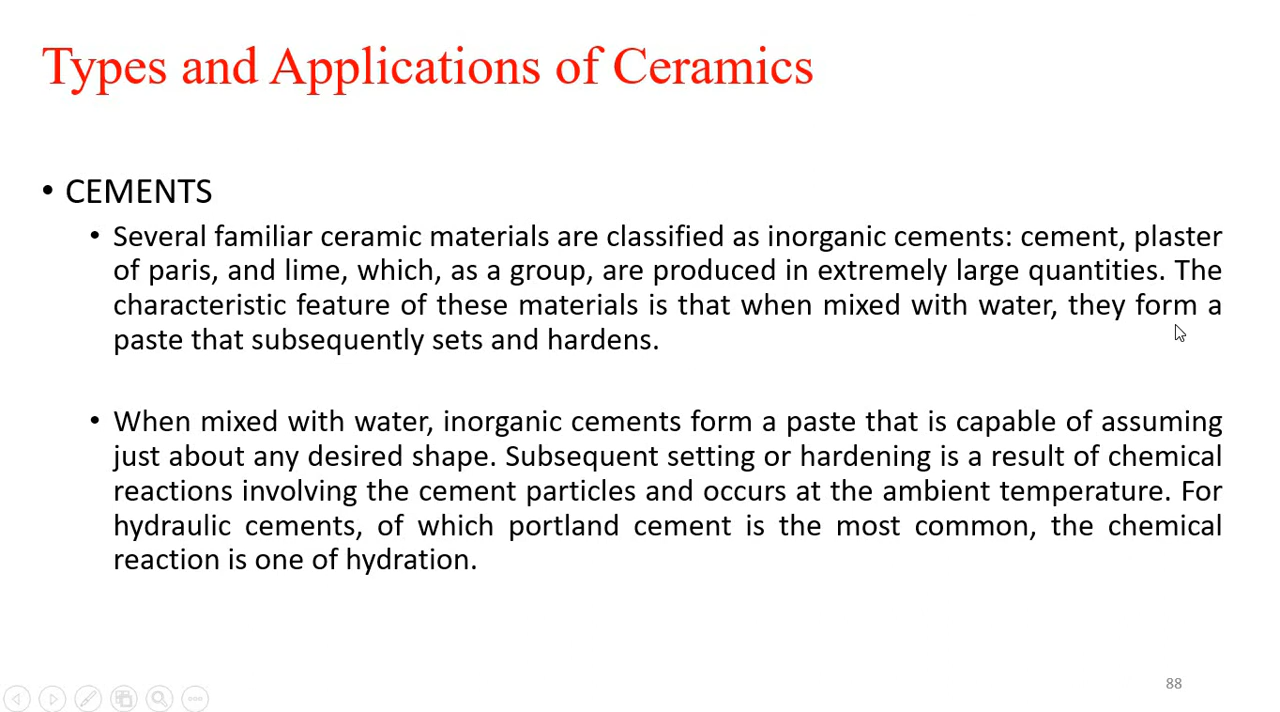 Types and Applications of Ceramics
• CEMENTS
• Several familiar ceramic materials are classified as inorganic cements: cement, plaster
of paris, and lime, which, as a group, are produced in extremely large quantities. The
characteristic feature of these materials is that when mixed with water, they form a
paste that subsequently sets and hardens.
• When mixed with water, inorganic cements form a paste that is capable of assuming
just about any desired shape. Subsequent setting or hardening is a result of chemical
reactions involving the cement particles and occurs at the ambient temperature. For
hydraulic cements, of which portland cement is the most common, the chemical
reaction is one of hydration.
88